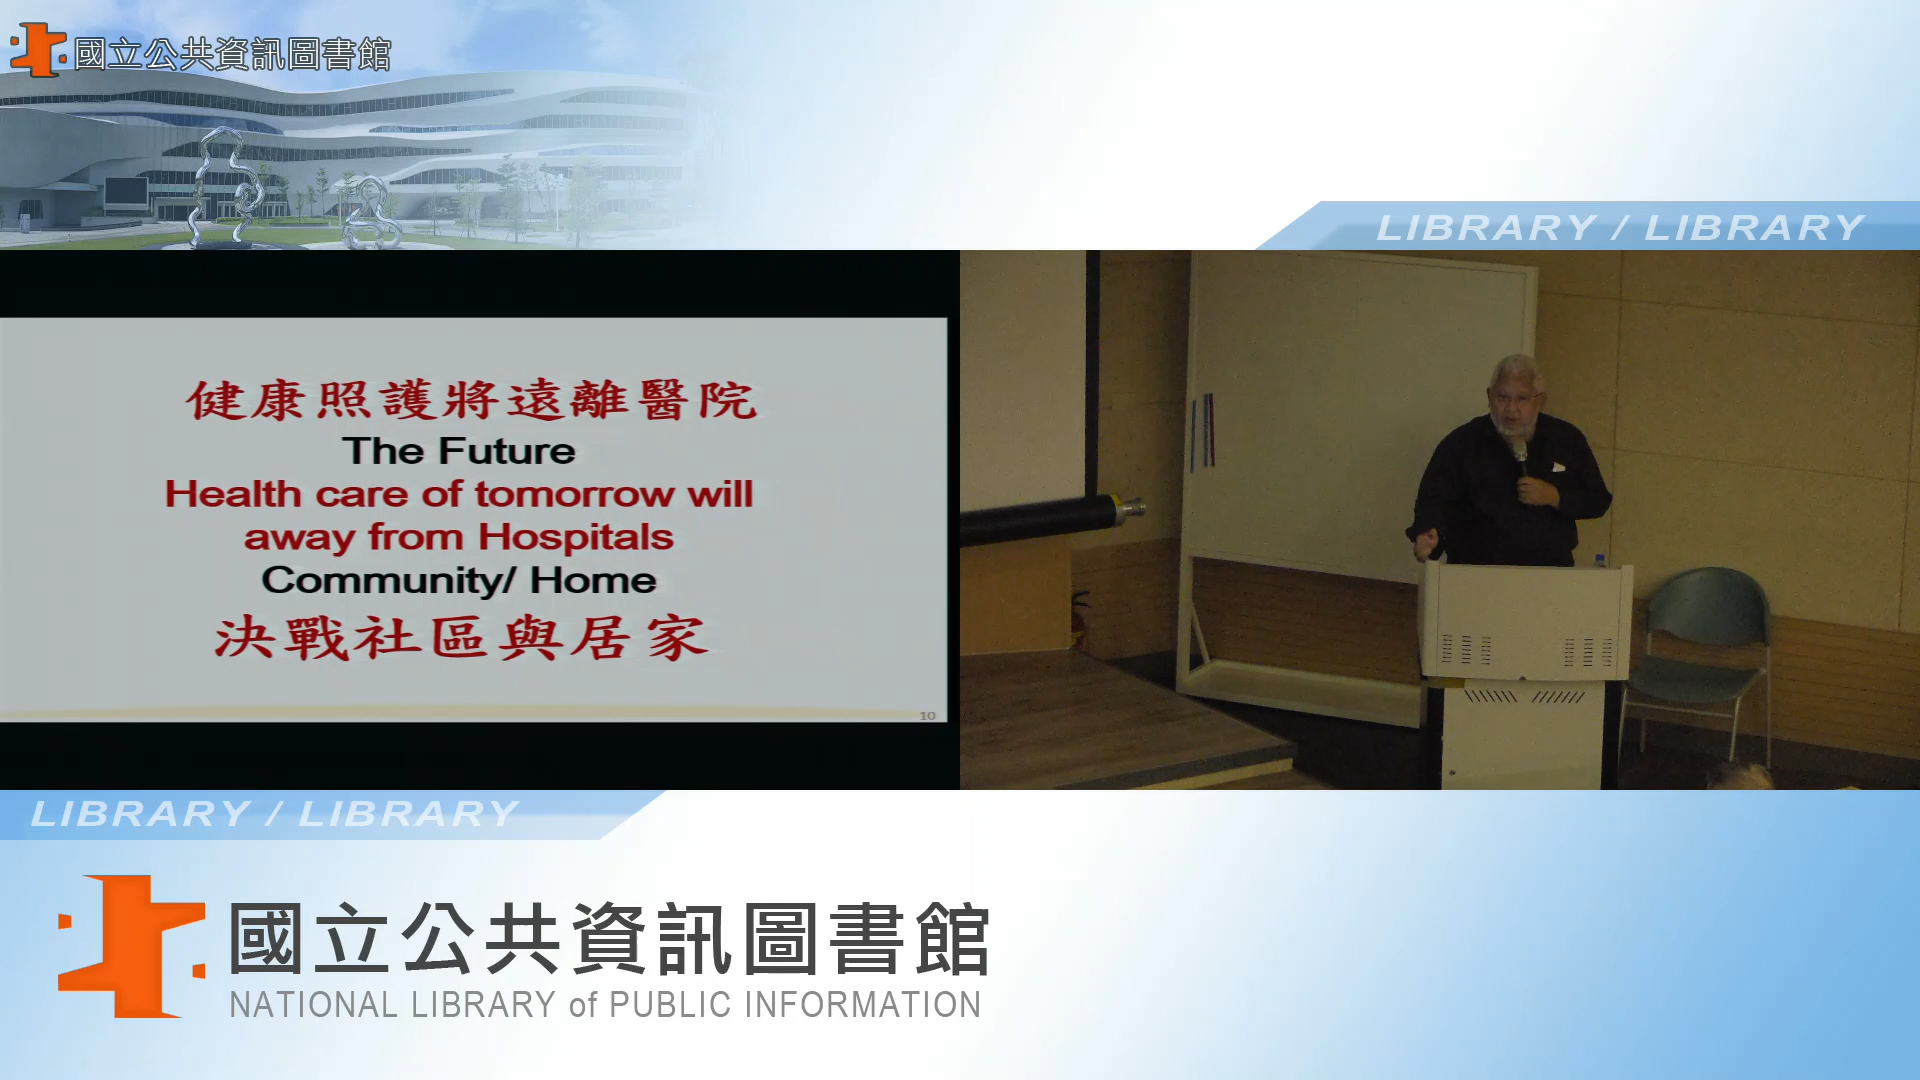 國立公共資訊圖書館
LIBRARY / LIBRARY
健康照護將遠離醫院
The Future
Health care of tomorrow will
away from Hospitals
Community/ Home
決戰社區與居家
10
LIBRARY / LIBRARY
國立公共資訊圖書館
NATIONAL LIBRARY of PUBLIC INFORMATION